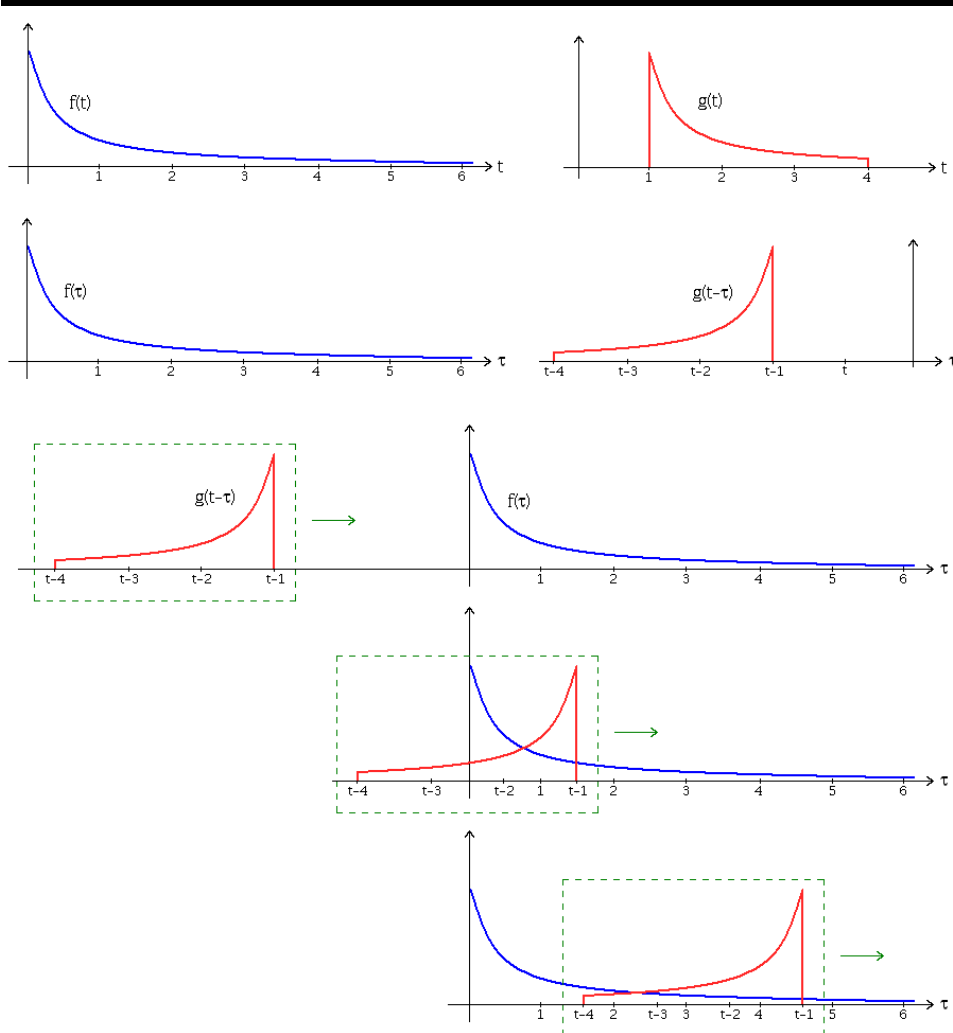 f(t)
1 2 3 4 5 6 t
g(t)
1 2 3 4 t
f(τ)
1 2 3 4 5 6 τ
g(t-τ)
t-4 t-3 t-2 t-1 t τ
g(t-τ)
t-4 t-3 t-2 t-1
f(τ)
1 2 3 4 5 6 τ
t-4 t-3 t-2 1 t-1 2 3 4 5 6 τ
1 t-4 2 t-3 3 t-2 4 t-1 5 6 τ